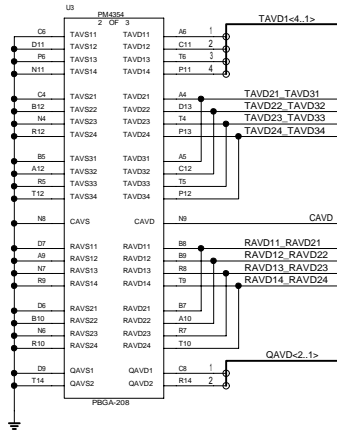 U3
PM4354
2 OF 3
C6 TAVS11 TAVD11 A6 1 TAVD1<4..1>
D11 TAVS12 TAVD12 C11 2
P6 TAVS13 TAVD13 T6 3
N11 TAVS14 TAVD14 P11 4
C4 TAVS21 TAVD21 A4 TAVD21_TAVD31
B12 TAVS22 TAVD22 D13 TAVD22_TAVD32
N4 TAVS23 TAVD23 T4 TAVD23_TAVD33
R12 TAVS24 TAVD24 P13 TAVD24_TAVD34
B5 TAVS31 TAVD31 A5
A12 TAVS32 TAVD32 C12
R5 TAVS33 TAVD33 T5
T12 TAVS34 TAVD34 P12
N8 CAVS CAVD N9 CAVD
D7 RAVS11 RAVD11 B8 RAVD11_RAVD21
A9 RAVS12 RAVD12 B9 RAVD12_RAVD22
N7 RAVS13 RAVD13 R8 RAVD13_RAVD23
R9 RAVS14 RAVD14 T9 RAVD14_RAVD24
D6 RAVS21 RAVD21 B7
B10 RAVS22 RAVD22 A10
N6 RAVS23 RAVD23 R7
R10 RAVS24 RAVD24 T10
D9 QAVS1 QAVD1 C8 1 QAVD<2..1>
T14 QAVS2 QAVD2 R14 2
PBGA-208